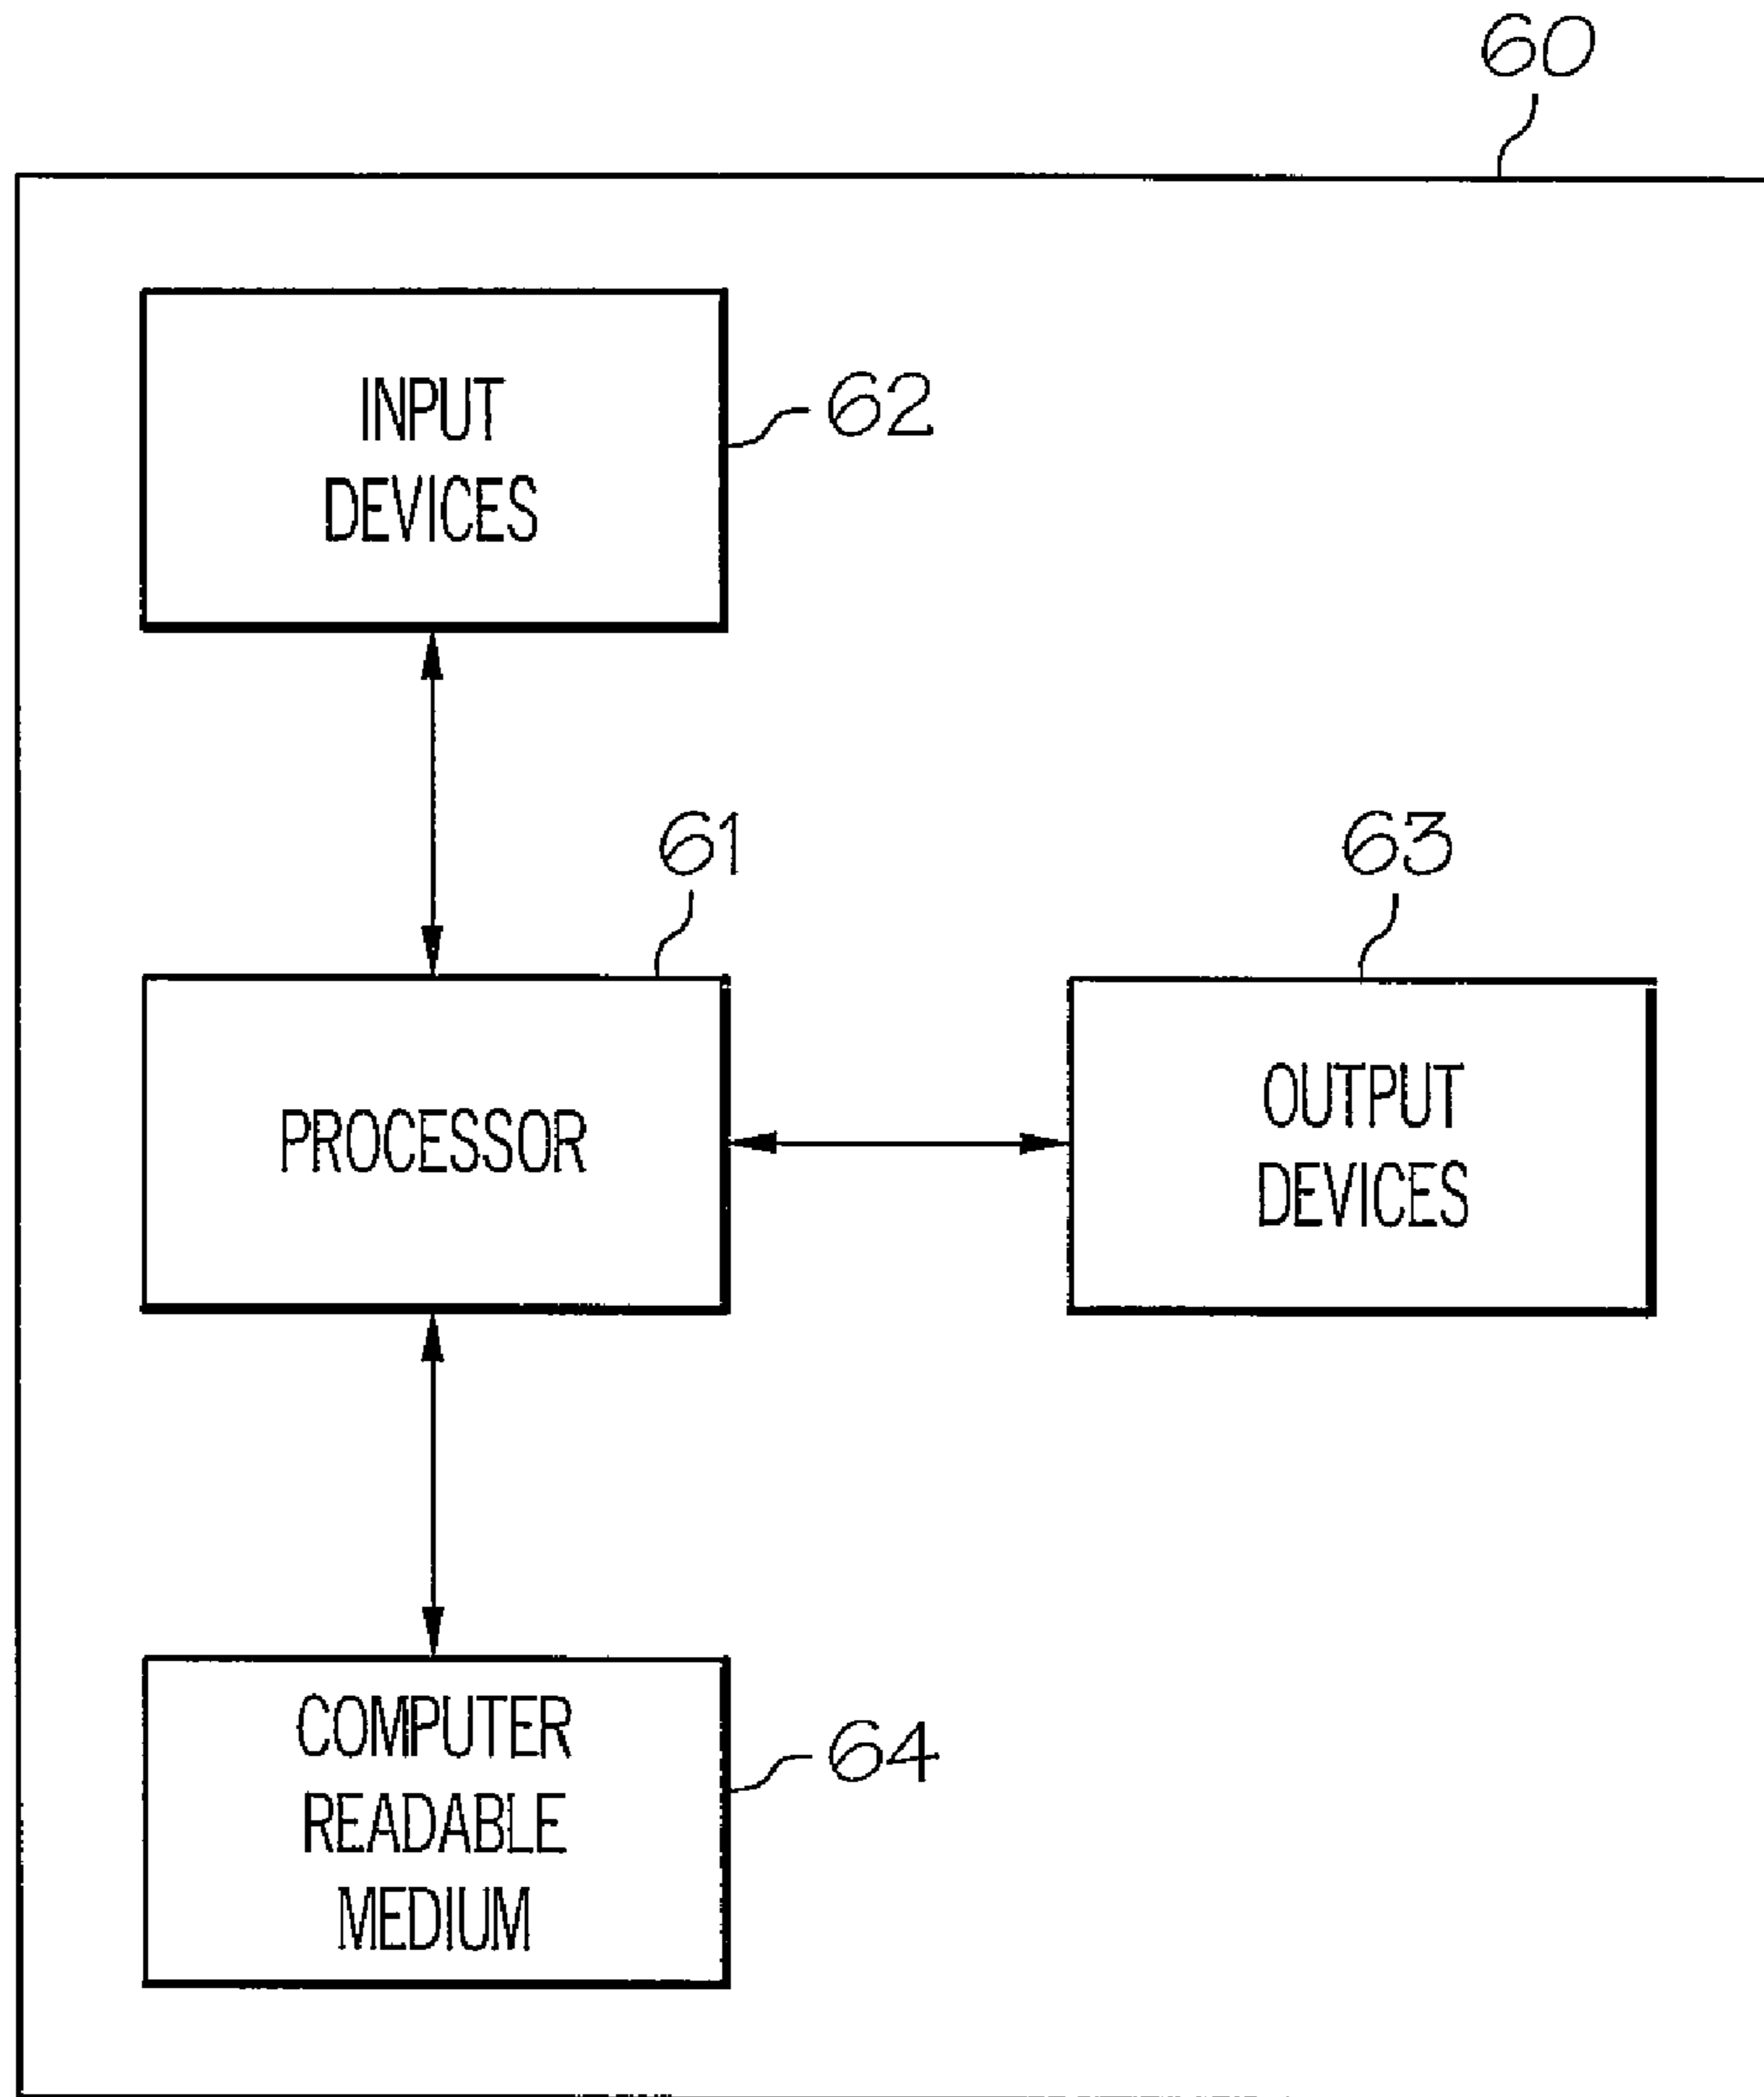 60
INPUT
DEVICES
62
61
63
PROCESSOR
OUTPUT
DEVICES
COMPUTER
READABLE
MEDIUM
64